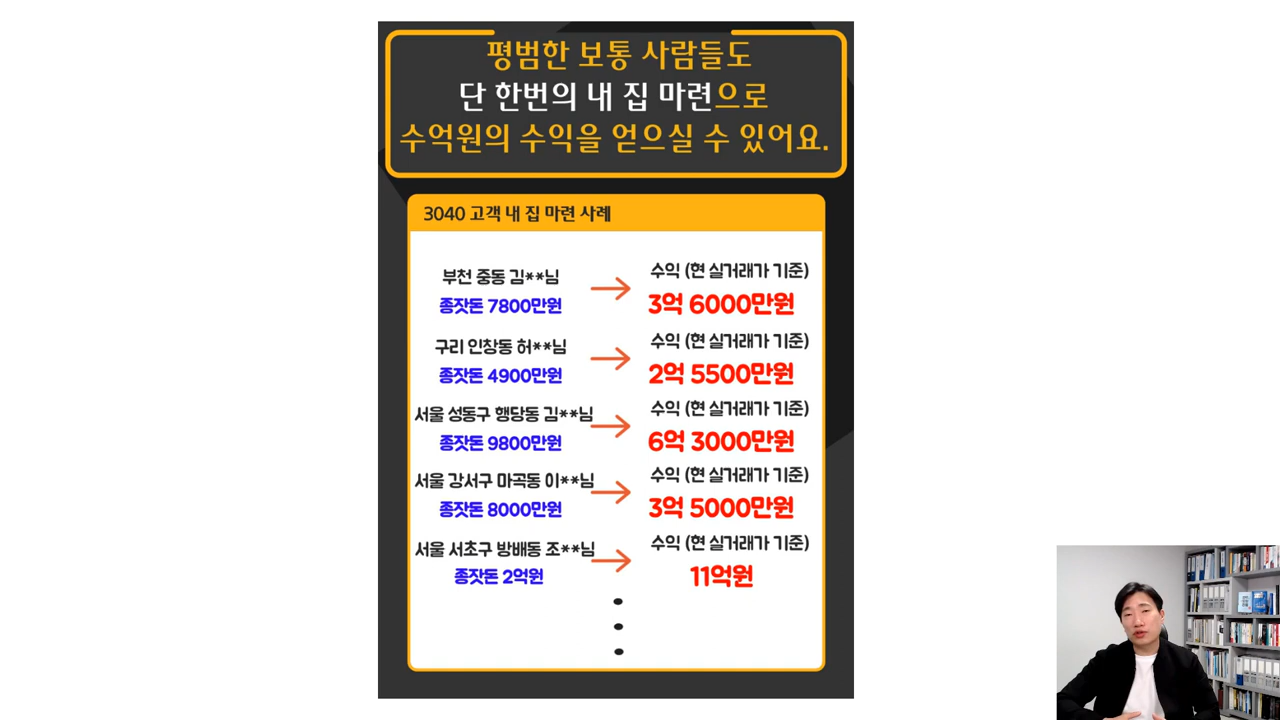 평범한 보통 사람들도
단 한번의 내 집 마련으로
수억원의 수익을 얻으실 수 있어요.
3040 고객 내 집 마련 사례
부천 중동 김**님
종잣돈 7800만원
수익 (현 실거래가 기준)
3억 6000만원
구리 인창동 허**님
종잣돈 4900만원
수익 (현 실거래가 기준)
2억 5500만원
서울 성동구 행당동 김**님
종잣돈 9800만원
수익 (현 실거래가 기준)
6억 3000만원
서울 강서구 마곡동 이**님
종잣돈 8000만원
수익 (현 실거래가 기준)
3억 5000만원
서울 서초구 방배동 조**님
종잣돈 2억원
수익 (현 실거래가 기준)
11억원